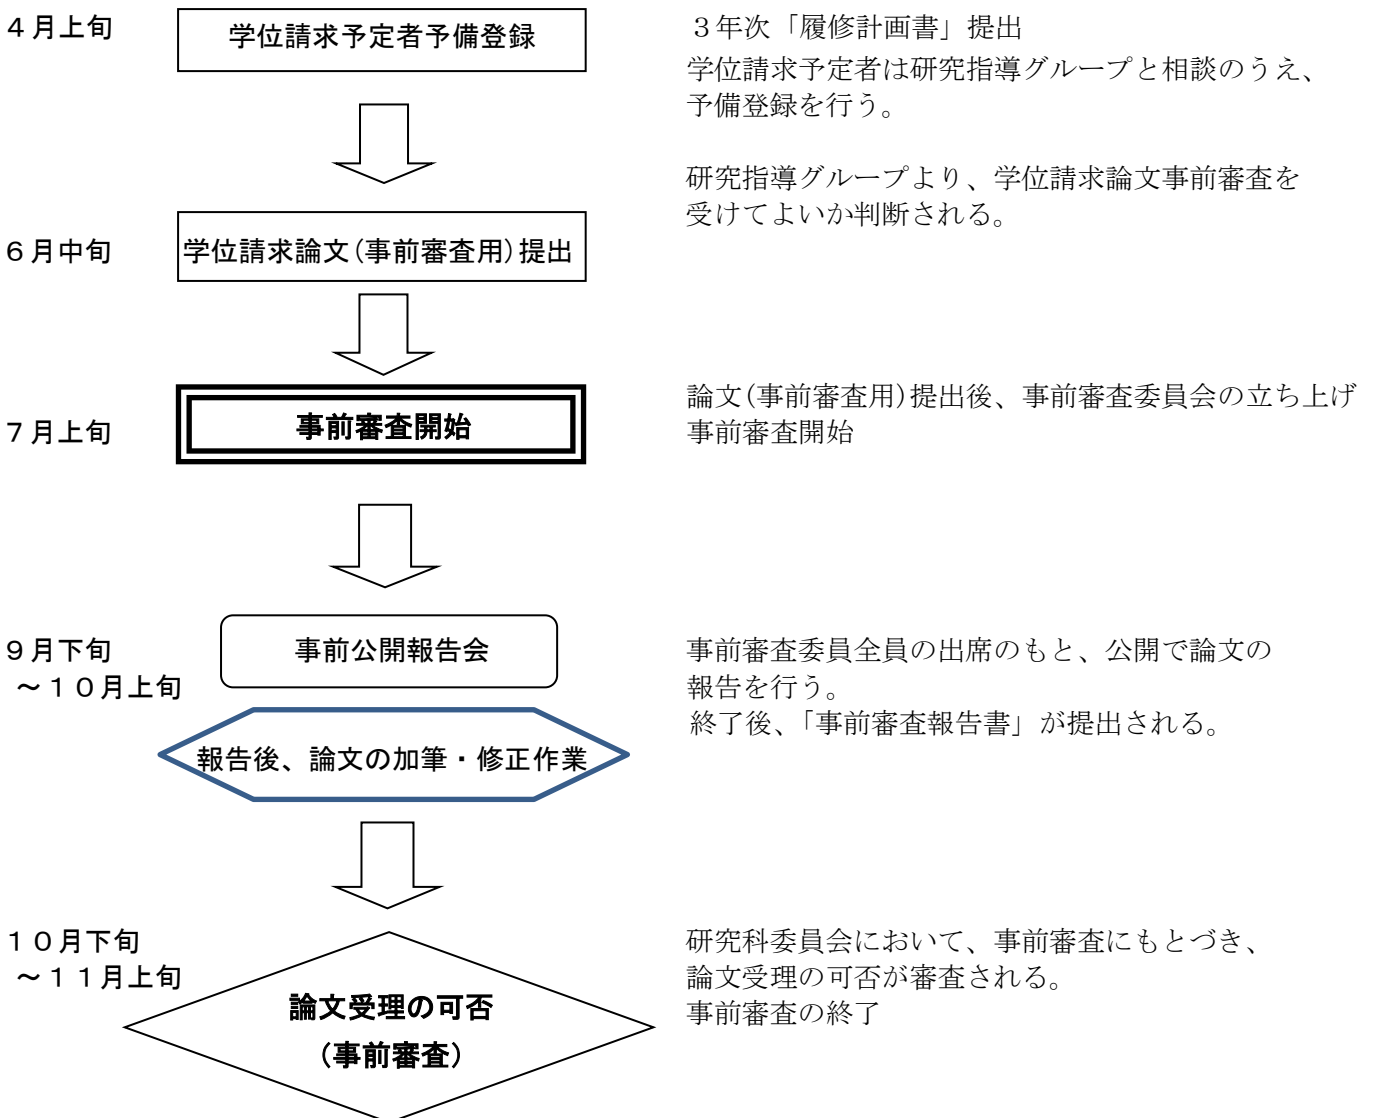 ４月上旬
学位請求予定者予備登録
３年次「履修計画書」提出
学位請求予定者は研究指導グループと相談のうえ、
予備登録を行う。
研究指導グループより、学位請求論文事前審査を
受けてよいか判断される。
６月中旬
学位請求論文(事前審査用)提出
７月上旬
事前審査開始
論文(事前審査用)提出後、事前審査委員会の立ち上げ
事前審査開始
９月下旬
～１０月上旬
事前公開報告会
事前審査委員全員の出席のもと、公開で論文の
報告を行う。
終了後、「事前審査報告書」が提出される。
報告後、論文の加筆・修正作業
１０月下旬
～１１月上旬
論文受理の可否
（事前審査）
研究科委員会において、事前審査にもとづき、
論文受理の可否が審査される。
事前審査の終了